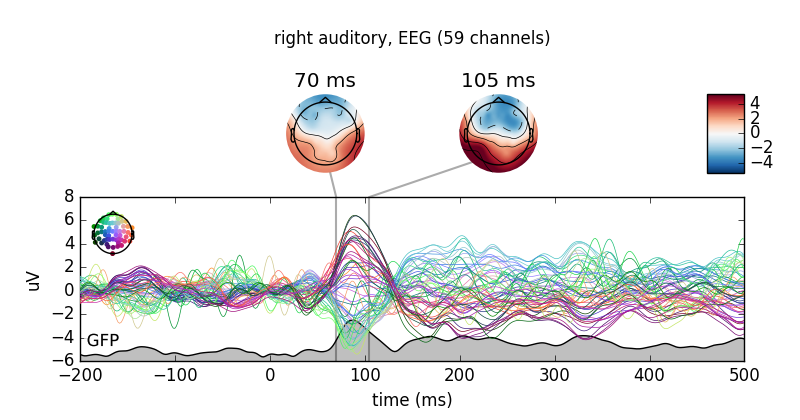 right auditory, EEG (59 channels)
70 ms 105 ms
4
2
0
−2
−4
8
6
4
2
0
−2
−4
−6
uV
GFP
−200 −100 0 100 200 300 400 500
time (ms)